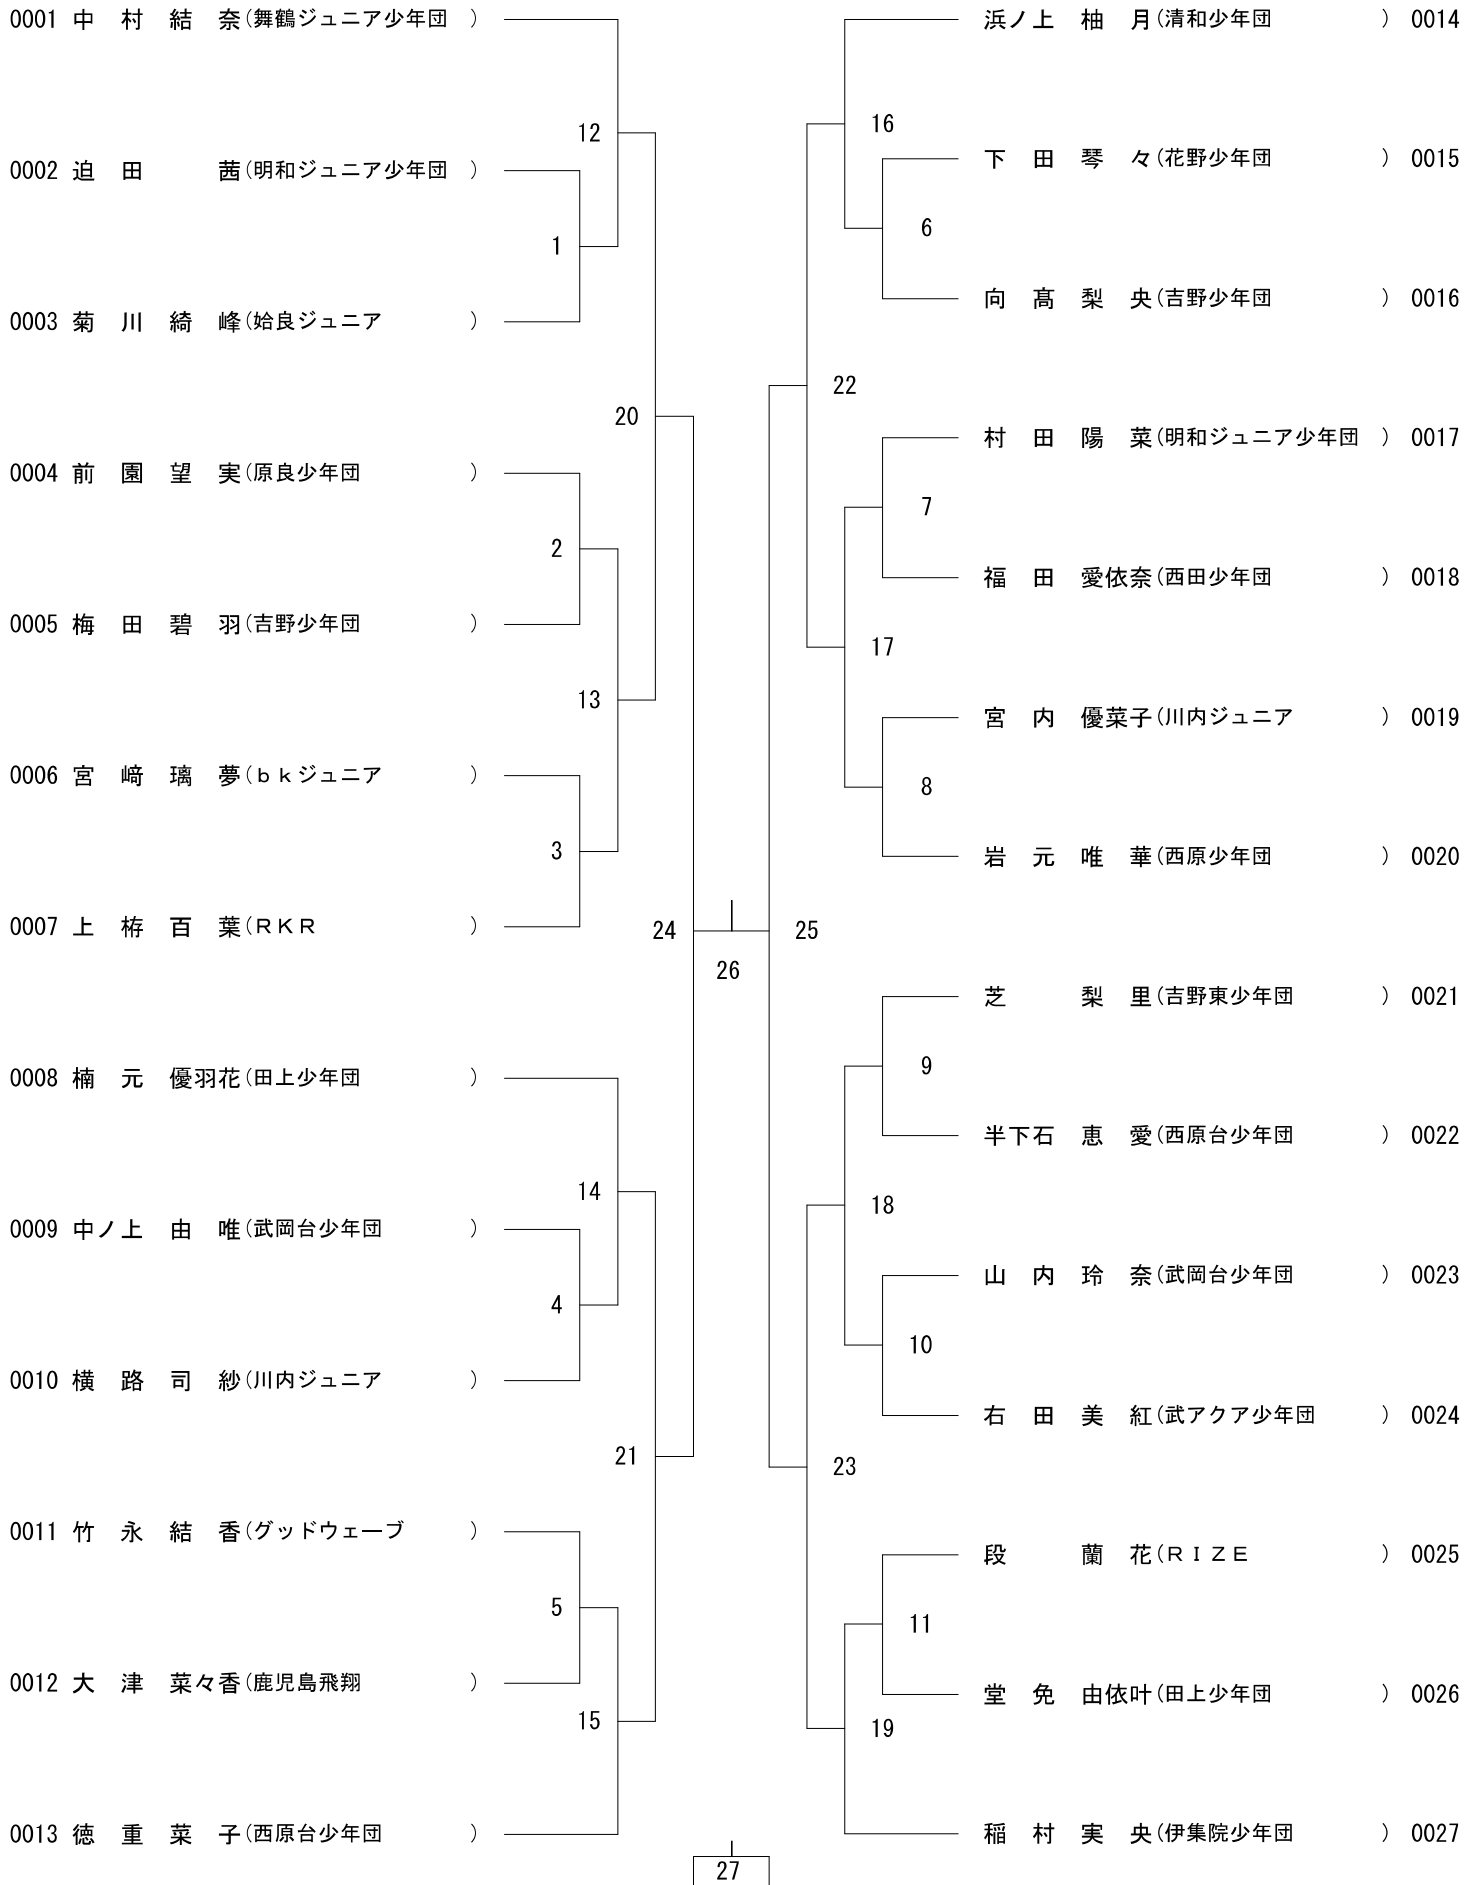 0001 中 村 結 奈(舞鶴ジュニア少年団 )
12
0002 迫 田 茜(明和ジュニア少年団 )
1
0003 菊 川 綺 峰(姶良ジュニア )
20
0004 前 園 望 実(原良少年団 )
2
0005 梅 田 碧 羽(吉野少年団 )
13
0006 宮 﨑 璃 夢(ｂｋジュニア )
3
0007 上 栫 百 葉(ＲＫＲ )
24
26
0008 楠 元 優羽花(田上少年団 )
14
0009 中ノ上 由 唯(武岡台少年団 )
4
0010 横 路 司 紗(川内ジュニア )
21
0011 竹 永 結 香(グッドウェーブ )
5
0012 大 津 菜々香(鹿児島飛翔 )
15
0013 徳 重 菜 子(西原台少年団 )
27
浜ノ上 柚 月(清和少年団 ) 0014
16
下 田 琴 々(花野少年団 ) 0015
6
向 髙 梨 央(吉野少年団 ) 0016
22
村 田 陽 菜(明和ジュニア少年団 ) 0017
7
福 田 愛依奈(西田少年団 ) 0018
17
宮 内 優菜子(川内ジュニア ) 0019
8
岩 元 唯 華(西原少年団 ) 0020
25
芝 梨 里(吉野東少年団 ) 0021
9
半下石 恵 愛(西原台少年団 ) 0022
18
山 内 玲 奈(武岡台少年団 ) 0023
10
右 田 美 紅(武アクア少年団 ) 0024
23
段 蘭 花(ＲＩＺＥ ) 0025
11
堂 免 由依叶(田上少年団 ) 0026
19
稲 村 実 央(伊集院少年団 ) 0027